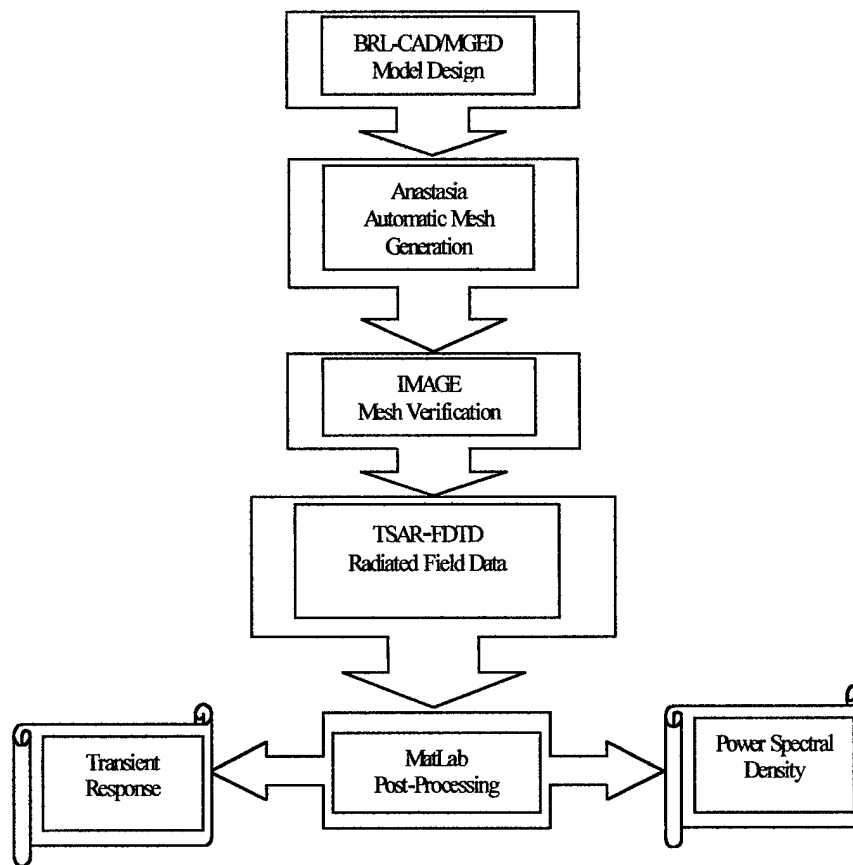 BRL-CAD/MGED
Model Design
Anastasia
Automatic Mesh
Generation
IMAGE
Mesh Verification
TSAR-FDTD
Radiated Field Data
Transient
Response
MatLab
Post-Processing
Power Spectral
Density